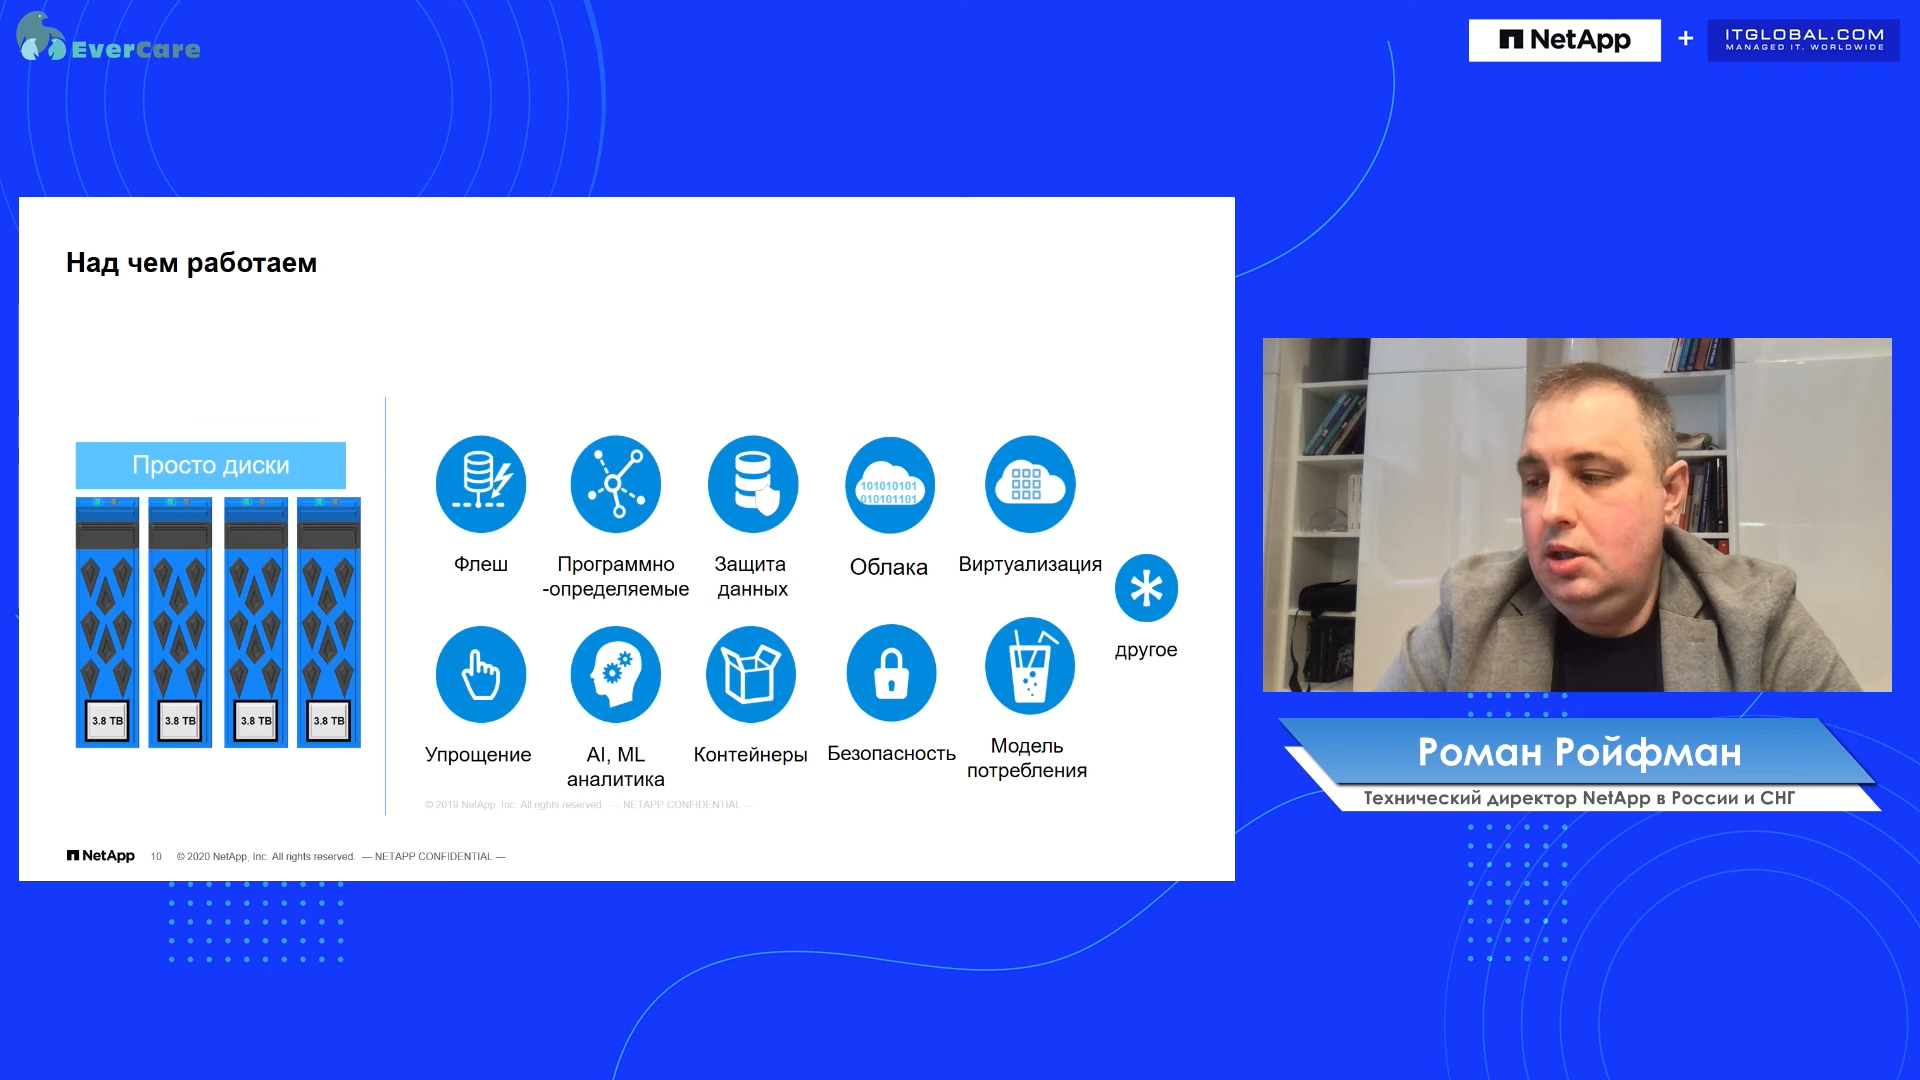 EverCare
NetApp
+
ITGLOBAL.COM
MANAGED IT. WORLDWIDE
Над чем работаем
Просто диски
3.8 TB
3.8 TB
3.8 TB
3.8 TB
101010101
010101101
Флеш
Программно
-определяемые
Защита
данных
Облака
Виртуализация
другое
Упрощение
AI, ML
аналитика
Контейнеры
Безопасность
Модель
потребления
© 2019 NetApp, Inc. All rights reserved. — NETAPP CONFIDENTIAL —
NetApp 10 © 2020 NetApp, Inc. All rights reserved. — NETAPP CONFIDENTIAL —
Роман Ройфман
Технический директор NetApp в России и СНГ